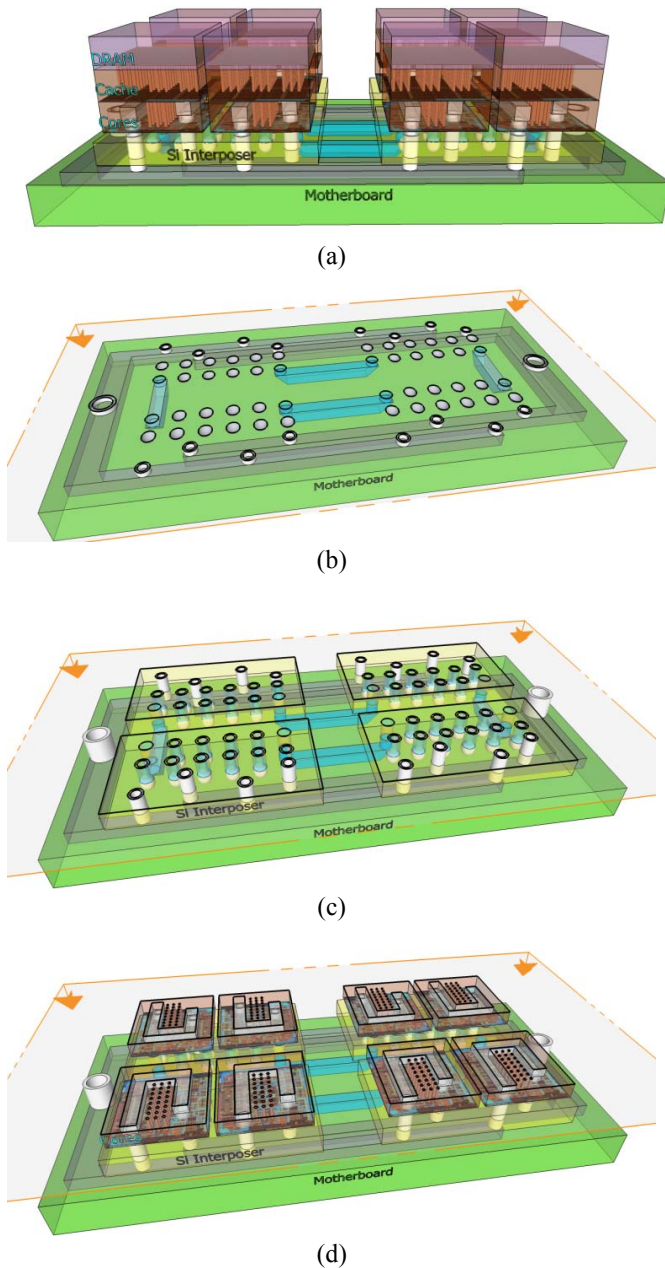 DRAM
Cache
Cores
Si Interposer
Motherboard
(a)
Motherboard
(b)
Si Interposer
Motherboard
(c)
Si Interposer
Motherboard
(d)